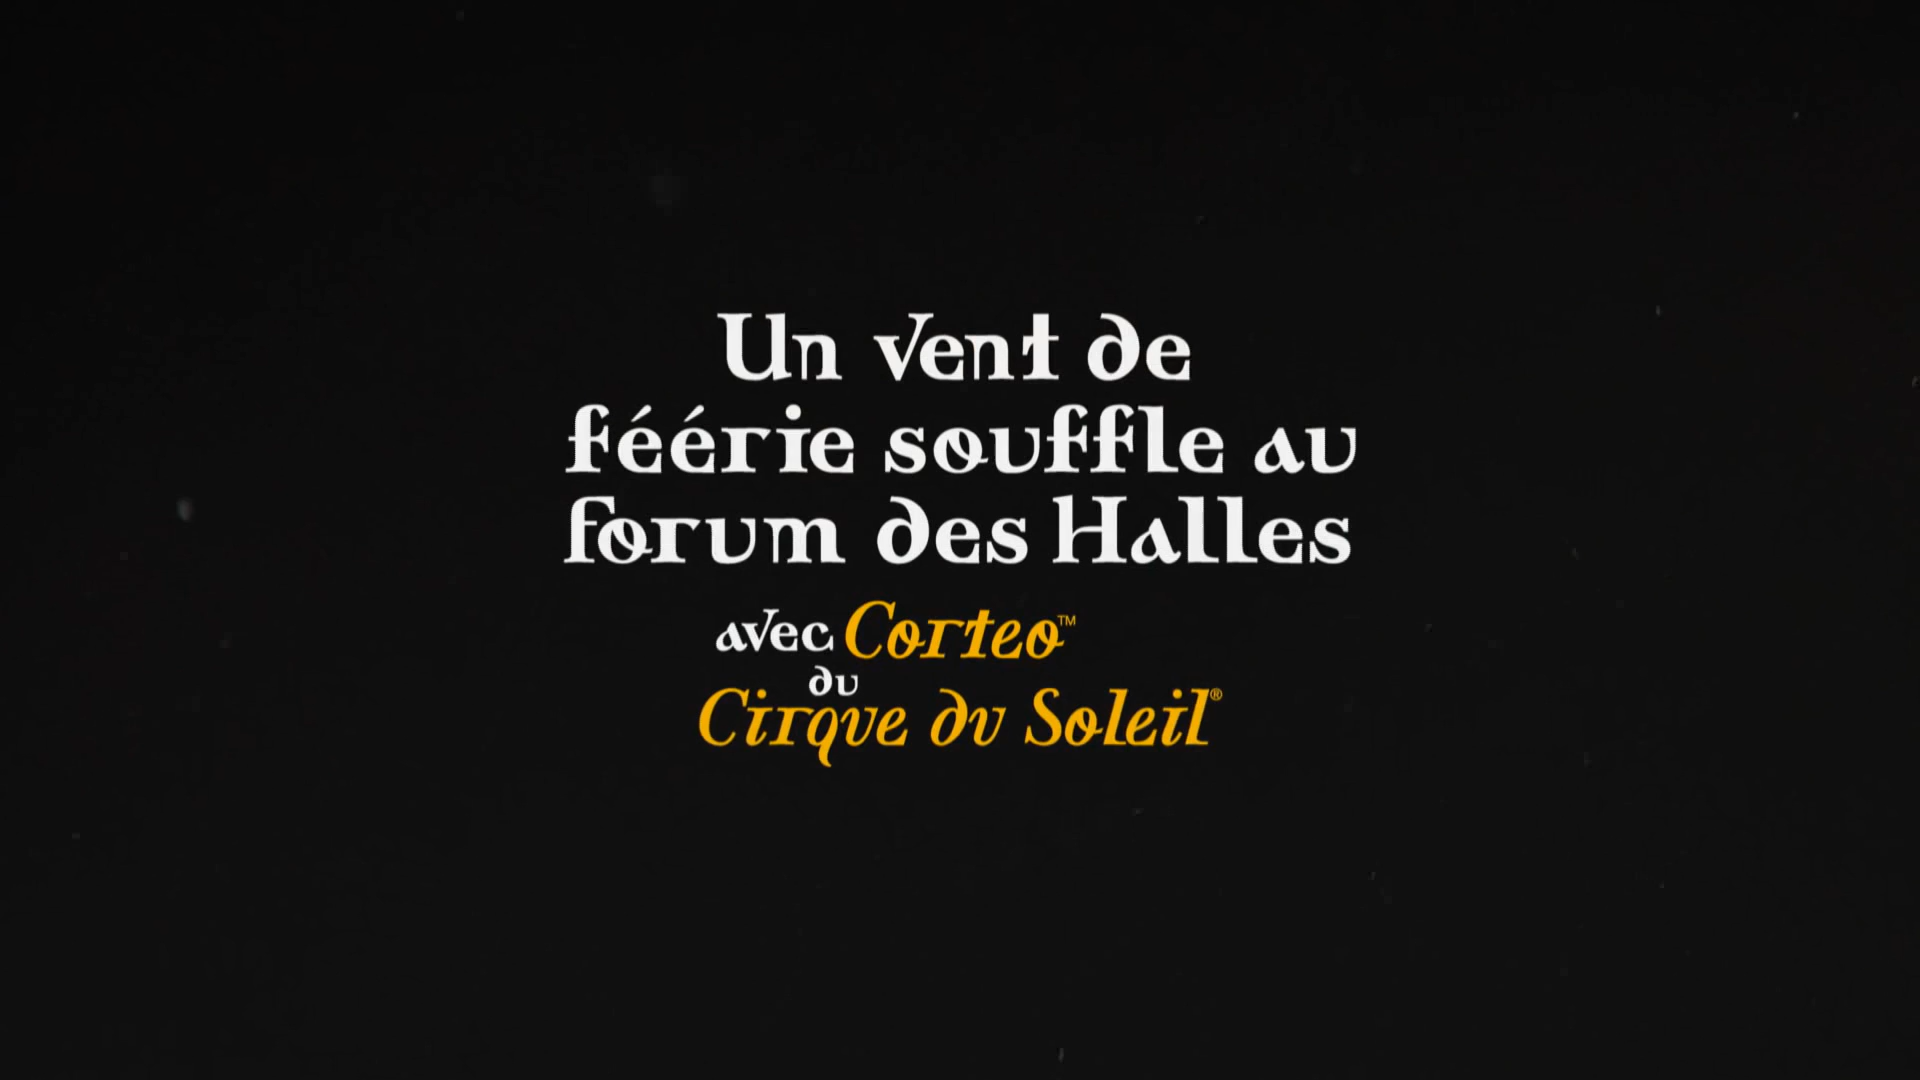 Un vent de
féérie souffle au
forum des Halles
avec Corteo™
du
Cirque du Soleil®